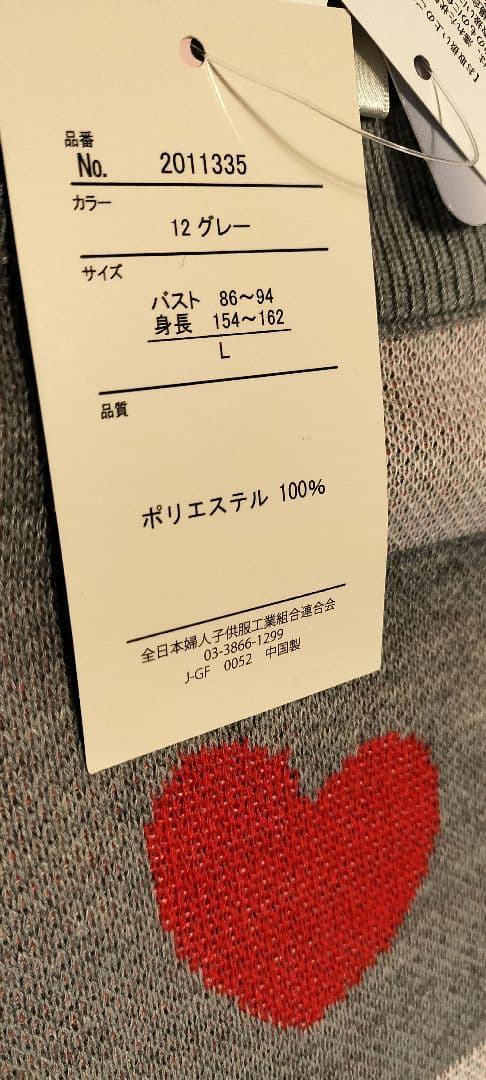 品番
No. 2011335
カラー
12 グレー
サイズ
バスト 86～94
身長 154～162
L
品質
ポリエステル 100%
全日本婦人子供服工業組合連合会
03-3866-1299
J-GF 0052 中国製